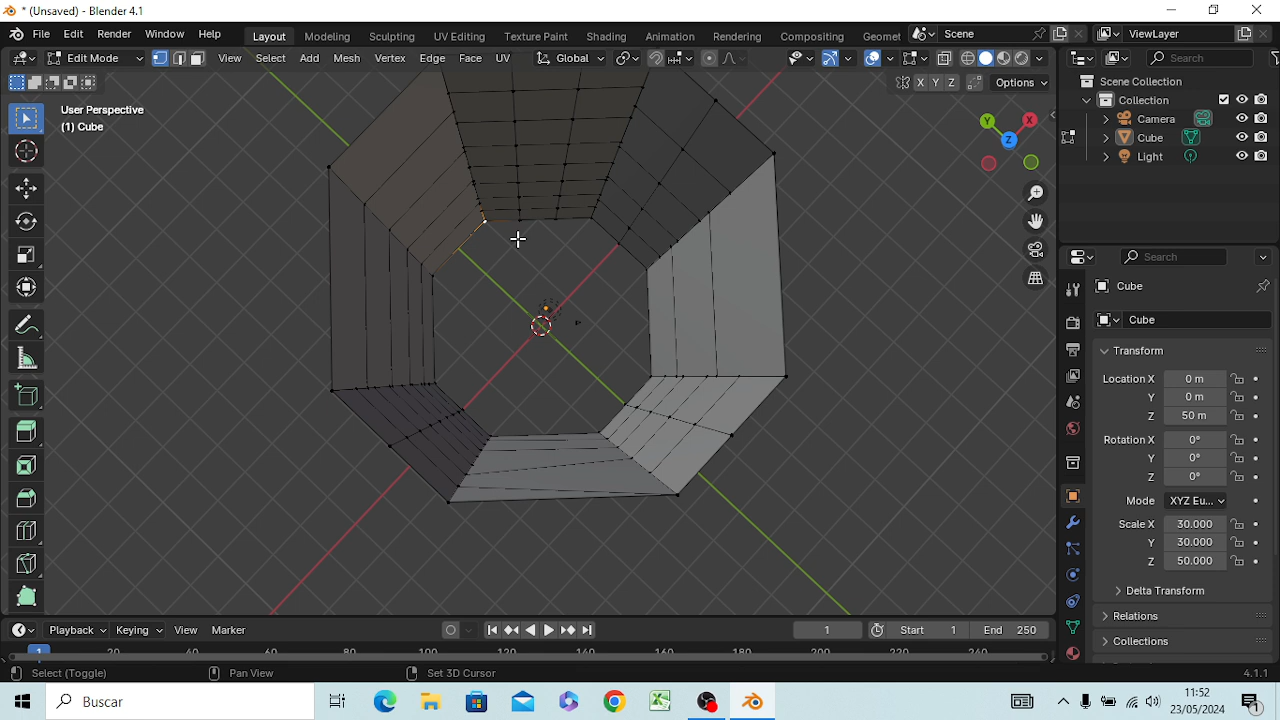 * (Unsaved) - Blender 4.1
File Edit Render Window Help Layout Modeling Sculpting UV Editing Texture Paint Shading Animation Rendering Compositing Geomet Scene ViewLayer
Edit Mode View Select Add Mesh Vertex Edge Face UV Global Search
X Y Z Options
User Perspective
(1) Cube
Y X Z
Scene Collection
Collection
Camera
Cube
Light
Search
Cube
Cube
Transform
Location X 0 m
Y 0 m
Z 50 m
Rotation X 0°
Y 0°
Z 0°
Mode XYZ Eu...
Scale X 30.000
Y 30.000
Z 50.000
Delta Transform
Relations
Collections
Playback Keying View Marker 1 Start 1 End 250
1 20 40 60 80 100 120 140 160 180 200 220 240
Select (Toggle) Pan View Set 3D Cursor 4.1.1
Buscar
11:52
23/05/2024
1